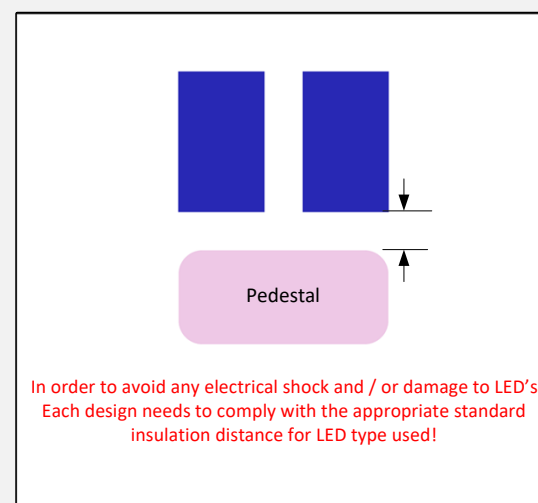 Pedestal
In order to avoid any electrical shock and / or damage to LED's
Each design needs to comply with the appropriate standard
insulation distance for LED type used!